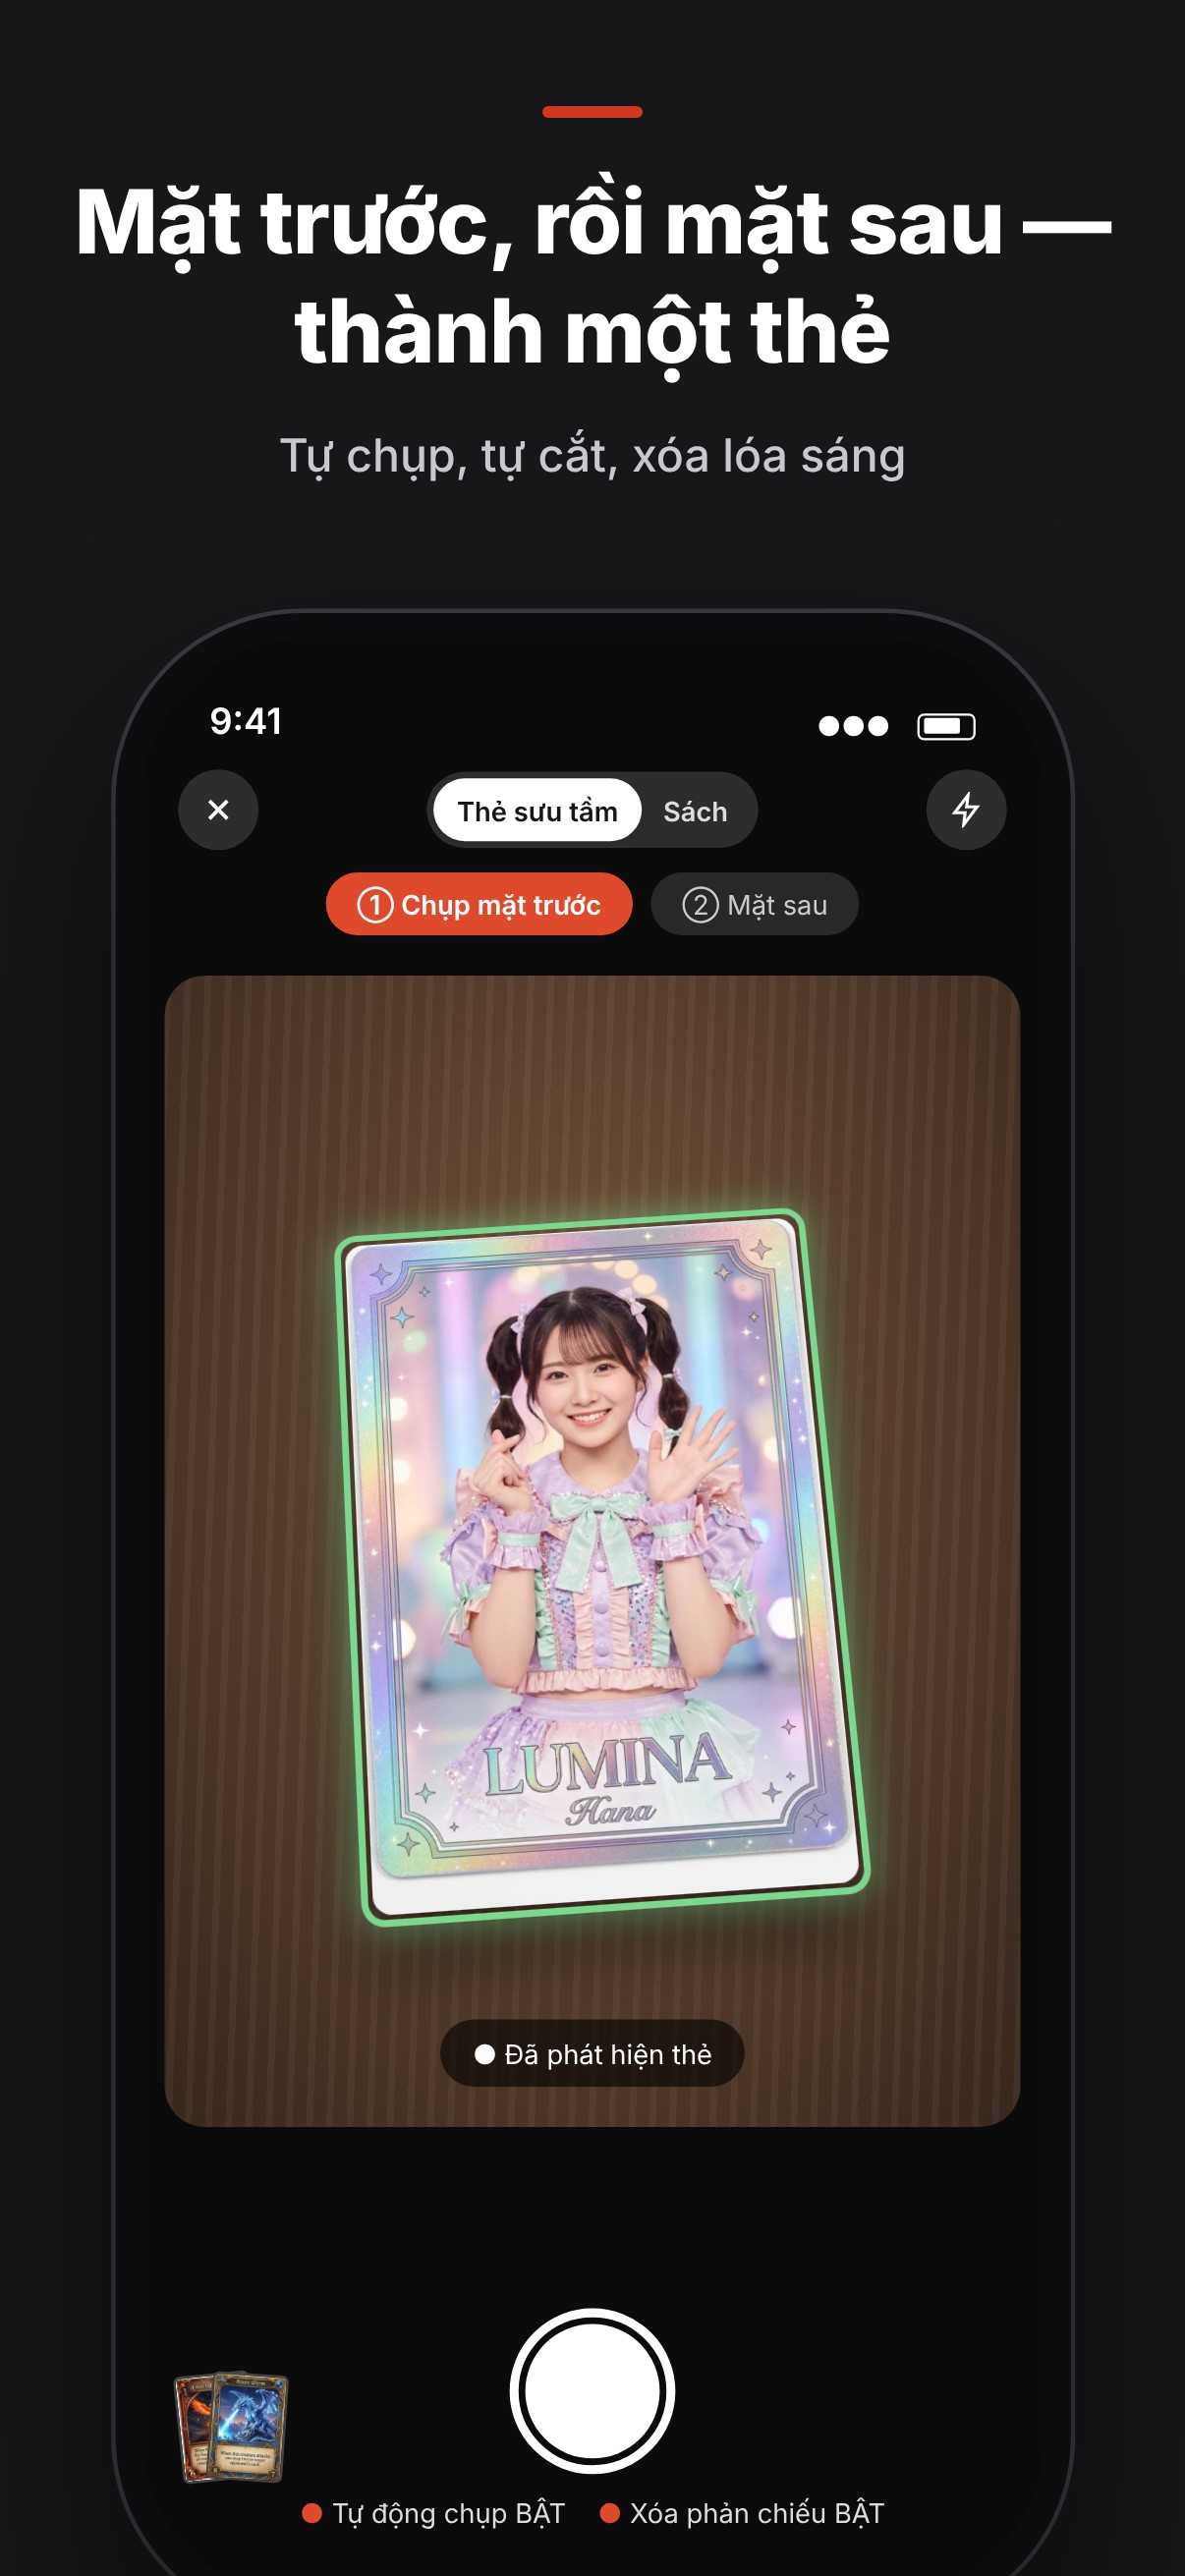 Mặt trước, rồi mặt sau —
thành một thẻ
Tự chụp, tự cắt, xóa lóa sáng
9:41
Thẻ sưu tầm Sách
① Chụp mặt trước ② Mặt sau
LUMINA
Hana
Đã phát hiện thẻ
Tự động chụp BẬT Xóa phản chiếu BẬT